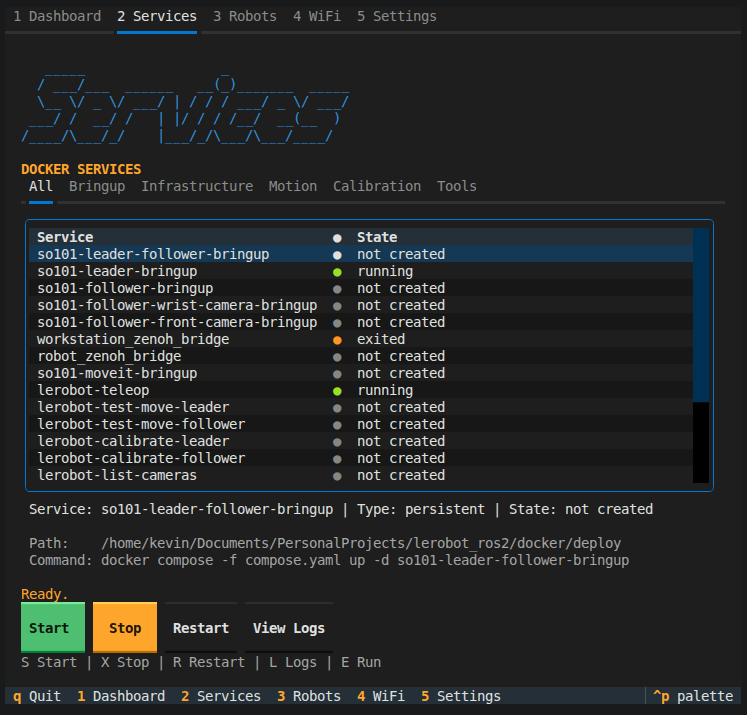 1 Dashboard 2 Services 3 Robots 4 WiFi 5 Settings
Services
DOCKER SERVICES
All Bringup Infrastructure Motion Calibration Tools
Service ● State
so101-leader-follower-bringup ● not created
so101-leader-bringup ● running
so101-follower-bringup ● not created
so101-follower-wrist-camera-bringup ● not created
so101-follower-front-camera-bringup ● not created
workstation_zenoh_bridge ● exited
robot_zenoh_bridge ● not created
so101-moveit-bringup ● not created
lerobot-teleop ● running
lerobot-test-move-leader ● not created
lerobot-test-move-follower ● not created
lerobot-calibrate-leader ● not created
lerobot-calibrate-follower ● not created
lerobot-list-cameras ● not created
Service: so101-leader-follower-bringup | Type: persistent | State: not created
Path: /home/kevin/Documents/PersonalProjects/lerobot_ros2/docker/deploy
Command: docker compose -f compose.yaml up -d so101-leader-follower-bringup
Ready.
Start Stop Restart View Logs
S Start | X Stop | R Restart | L Logs | E Run
q Quit 1 Dashboard 2 Services 3 Robots 4 WiFi 5 Settings ^p palette